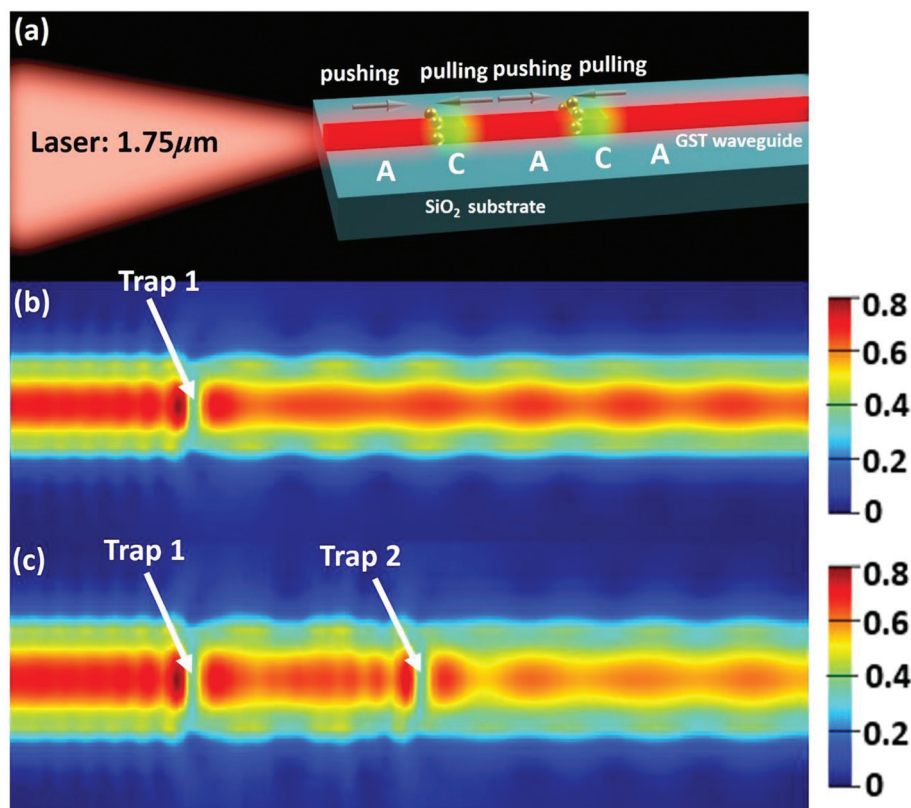 (a)
pushing pulling pushing pulling
Laser: 1.75μm
GST waveguide
A C A C A
SiO₂ substrate
Trap 1
(b)
0.8
0.6
0.4
0.2
0
Trap 1 Trap 2
(c)
0.8
0.6
0.4
0.2
0